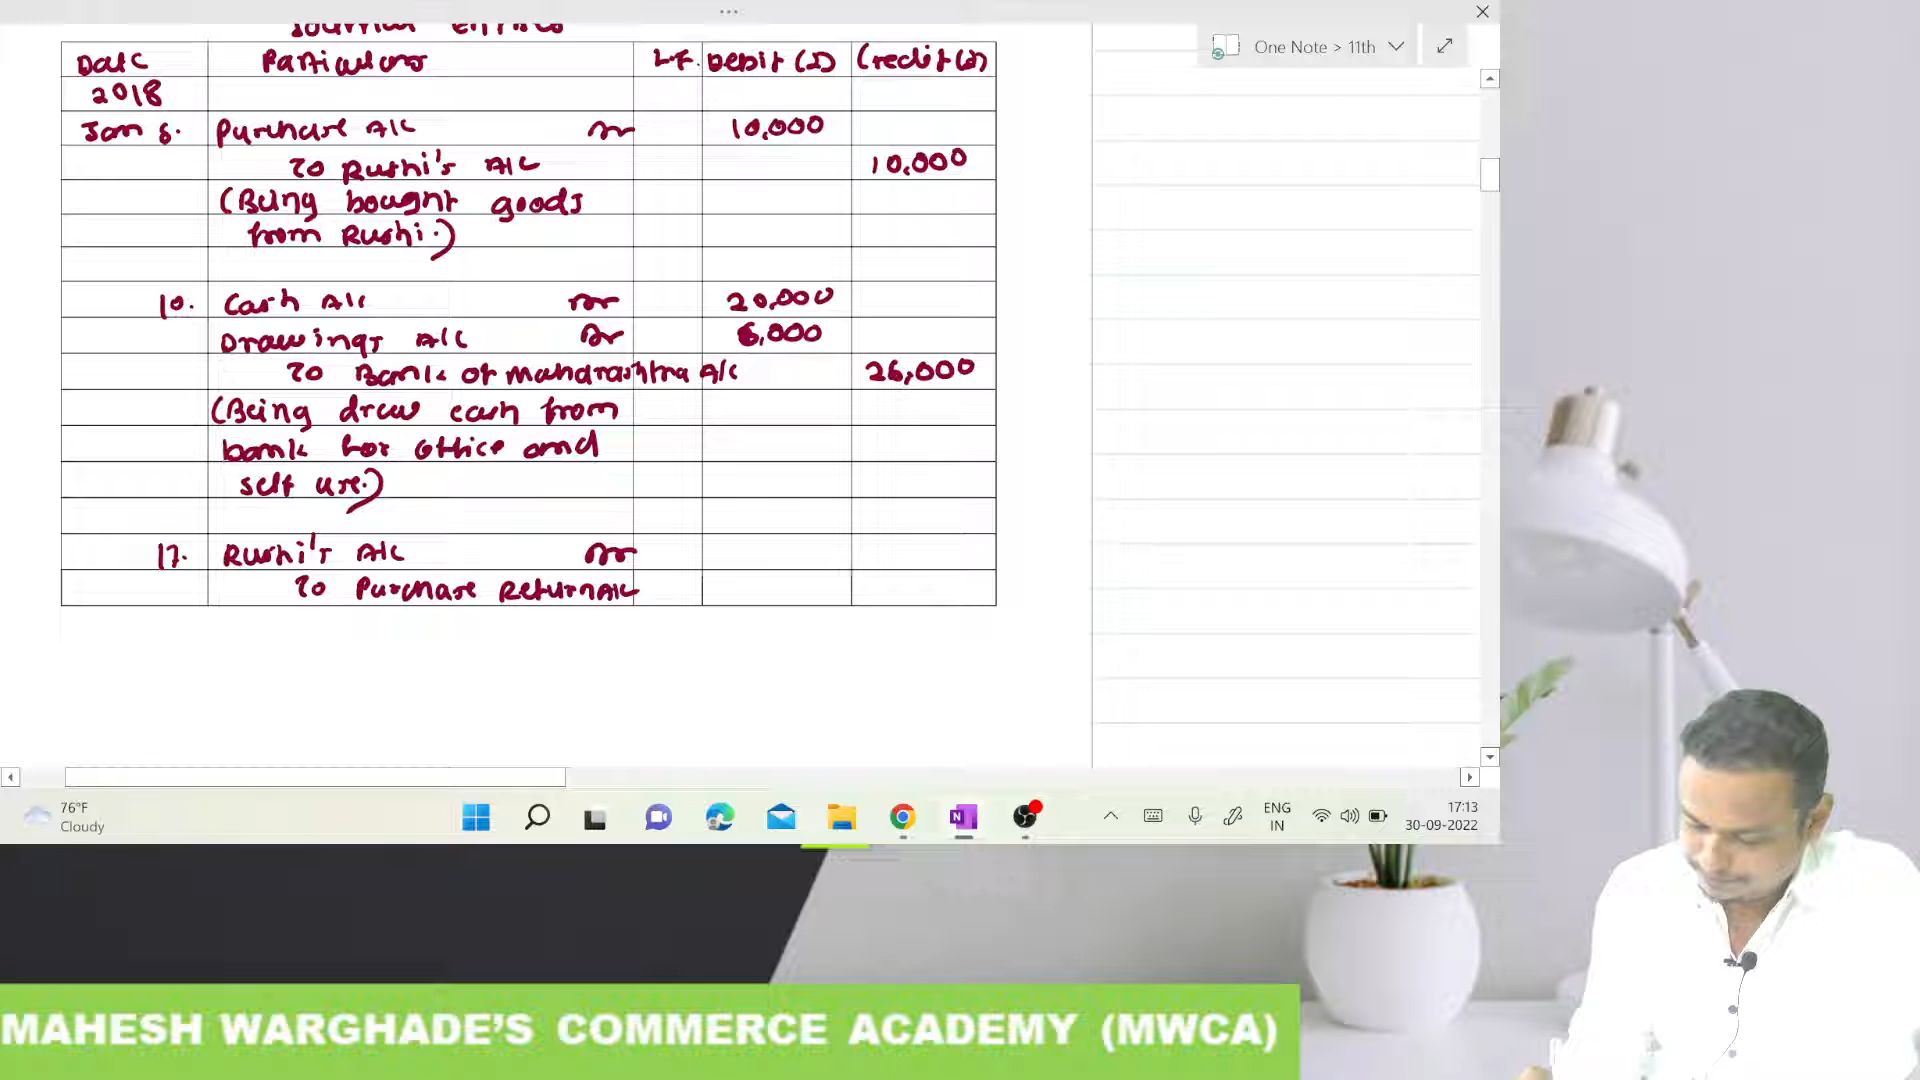 Journal entries
One Note > 11th
Date Particulars L.F. Debit (₹) Credit (₹)
2018
Jan 6. Purchase A/c Dr 10,000
To Rushi's A/c 10,000
(Being bought goods
from Rushi.)
10. Cash A/c Dr 20,000
Drawings A/c Dr 6,000
To Bank of Maharashtra A/c 26,000
(Being drew cash from
bank for office and
self use.)
17. Rushi's A/c Dr
To Purchase Return A/c
76°F
Cloudy
ENG
IN
17:13
30-09-2022
MAHESH WARGHADE'S COMMERCE ACADEMY (MWCA)